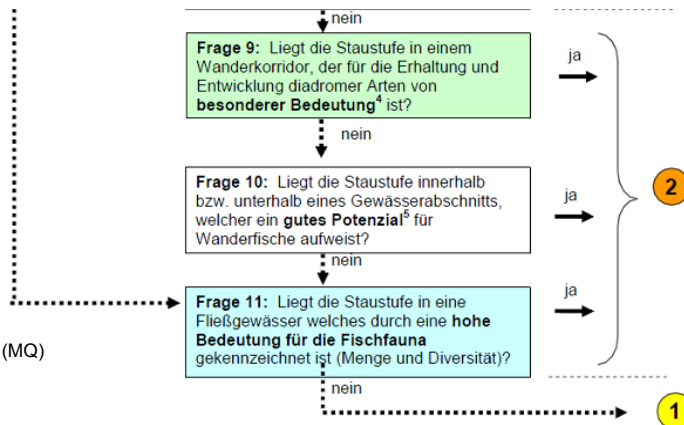 nein
Frage 9: Liegt die Staustufe in einem
Wanderkorridor, der für die Erhaltung und
Entwicklung diadromer Arten von
besonderer Bedeutung4 ist?
ja
nein
2
Frage 10: Liegt die Staustufe innerhalb
bzw. unterhalb eines Gewässerabschnitts,
welcher ein gutes Potenzial5 für
Wanderfische aufweist?
ja
nein
Frage 11: Liegt die Staustufe in eine
Fließgewässer welches durch eine hohe
Bedeutung für die Fischfauna
gekennzeichnet ist (Menge und Diversität)?
ja
(MQ)
nein
1